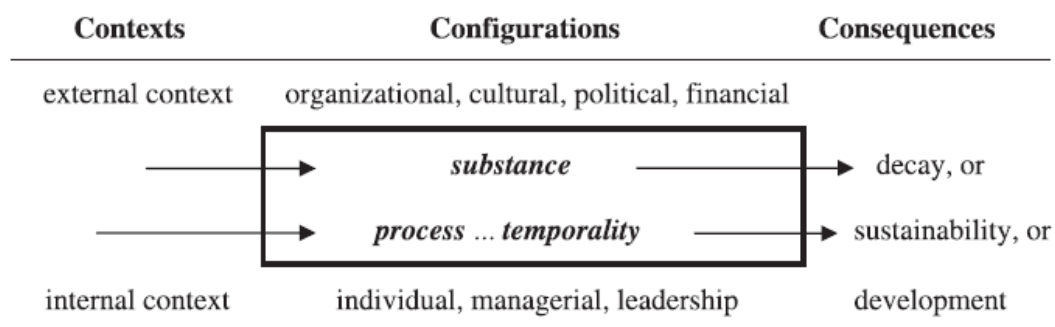 Contexts Configurations Consequences
external context organizational, cultural, political, financial
substance decay, or
process ... temporality sustainability, or
internal context individual, managerial, leadership development